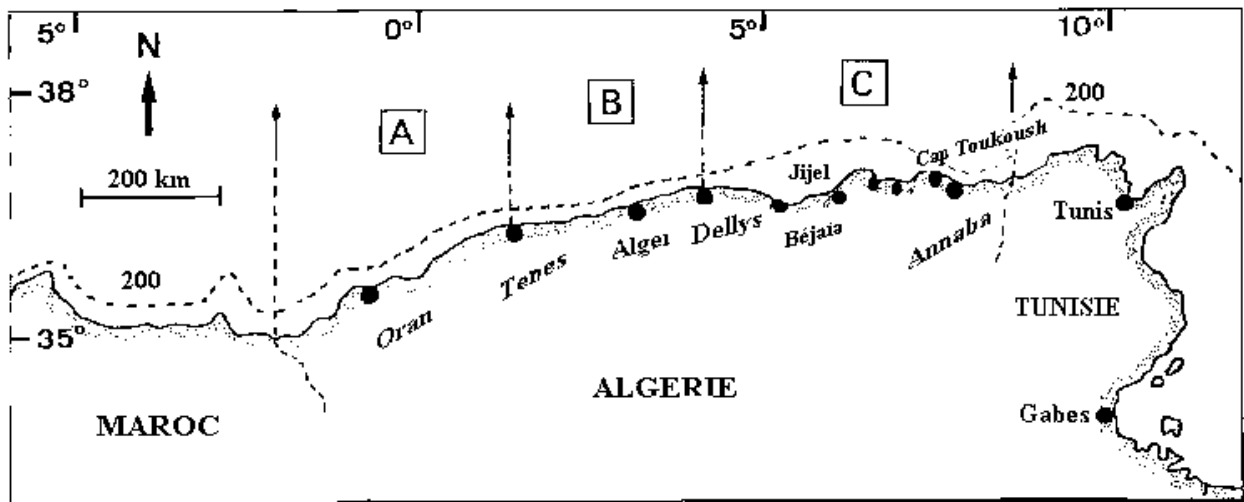 5° 0° 5° 10°
N
38°
A B C
200
Cap Toukoush
200 km
Jijel
Tunis
Alger Dellys Béjaia
Annaba
Tenes
200
TUNISIE
Oran
35°
ALGERIE
MAROC
Gabes